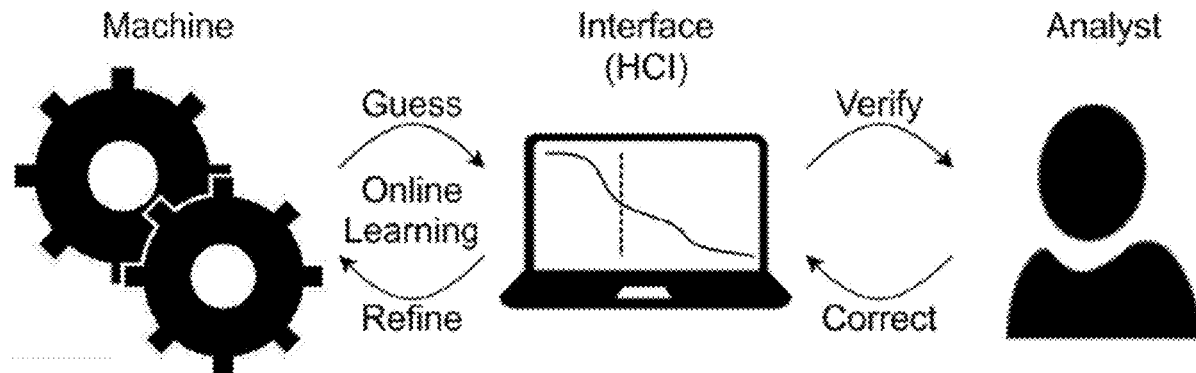 Machine
Interface
(HCI)
Analyst
Guess
Verify
Online
Learning
Refine
Correct